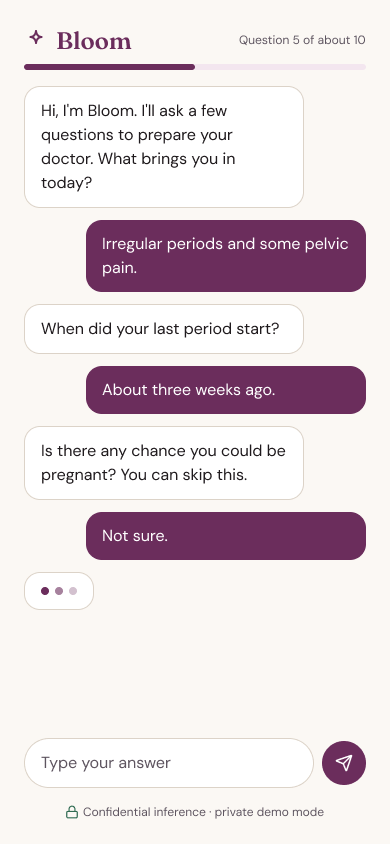 Bloom
Question 5 of about 10
Hi, I'm Bloom. I'll ask a few
questions to prepare your
doctor. What brings you in
today?
Irregular periods and some pelvic
pain.
When did your last period start?
About three weeks ago.
Is there any chance you could be
pregnant? You can skip this.
Not sure.
Type your answer
Confidential inference · private demo mode